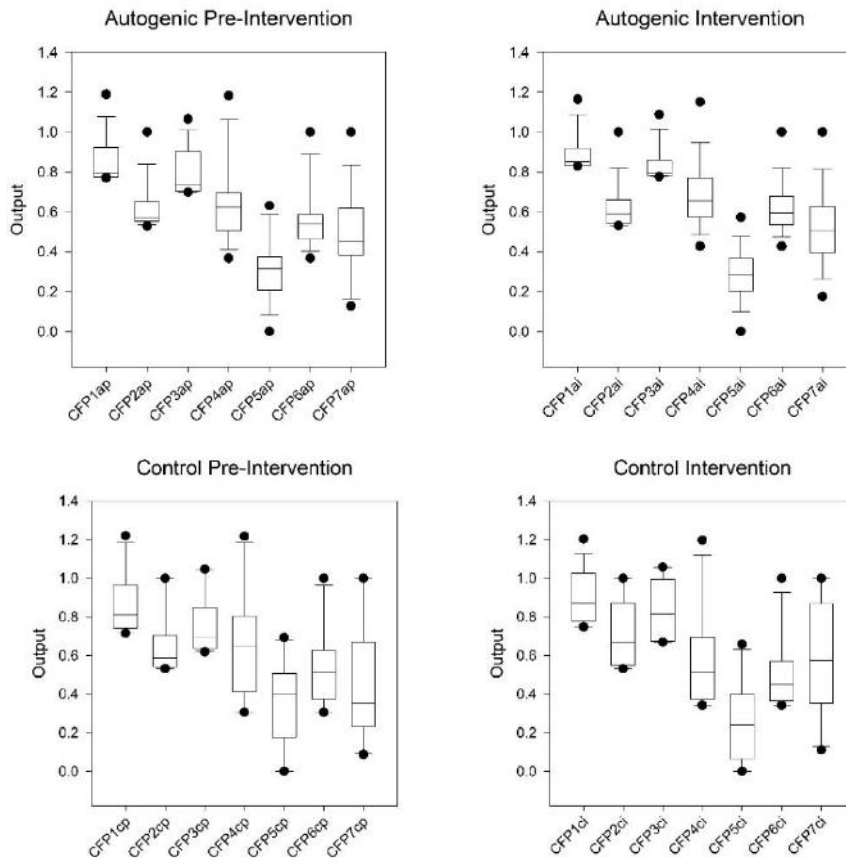 Autogenic Pre-Intervention
Output
1.4
1.2
1.0
0.8
0.6
0.4
0.2
0.0
CFP1ap
CFP2ap
CFP3ap
CFP4ap
CFP5ap
CFP6ap
CFP7ap
Autogenic Intervention
Output
1.4
1.2
1.0
0.8
0.6
0.4
0.2
0.0
CFP1ai
CFP2ai
CFP3ai
CFP4ai
CFP5ai
CFP6ai
CFP7ai
Control Pre-Intervention
Output
1.4
1.2
1.0
0.8
0.6
0.4
0.2
0.0
CFP1cp
CFP2cp
CFP3cp
CFP4cp
CFP5cp
CFP6cp
CFP7cp
Control Intervention
Output
1.4
1.2
1.0
0.8
0.6
0.4
0.2
0.0
CFP1ci
CFP2ci
CFP3ci
CFP4ci
CFP5ci
CFP6ci
CFP7ci